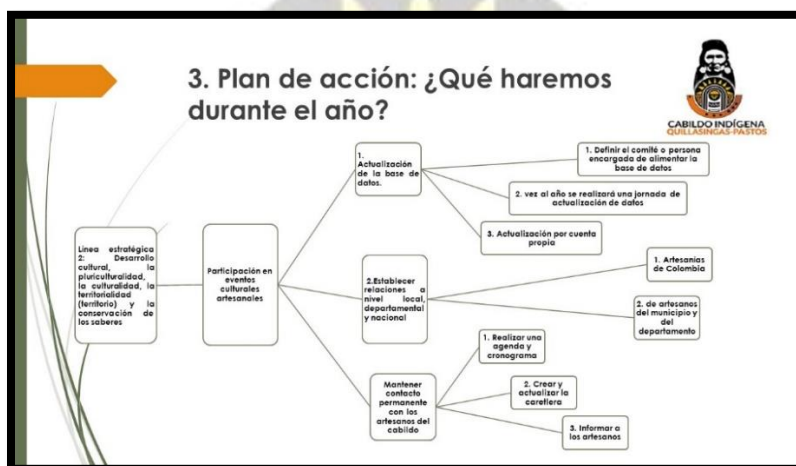 3. Plan de acción: ¿Qué haremos
durante el año?
CABILDO INDÍGENA
QUILLASINGAS-PASTOS
Linea estratégica
2: Desarrollo
cultural, la
pluriculturalidad,
la culturalidad, la
territorialidad
(territorio) y la
conservación de
los saberes
Participación en
eventos
culturales
artesanales
1.
Actualización
de la base de
datos.
1. Definir el comité o persona
encargada de alimentar la
base de datos
2. vez al año se realizará una jornada de
actualización de datos
3. Actualización por cuenta
propia
2.Establecer
relaciones a
nivel local,
departamental
y nacional
1. Artesanías
de Colombia
2. de artesanos
del municipio y
del
departamento
Mantener
contacto
permanente
con los
artesanos del
cabildo
1. Realizar una
agenda y
cronograma
2. Crear y
actualizar la
caretlera
3. Informar a
los artesanos